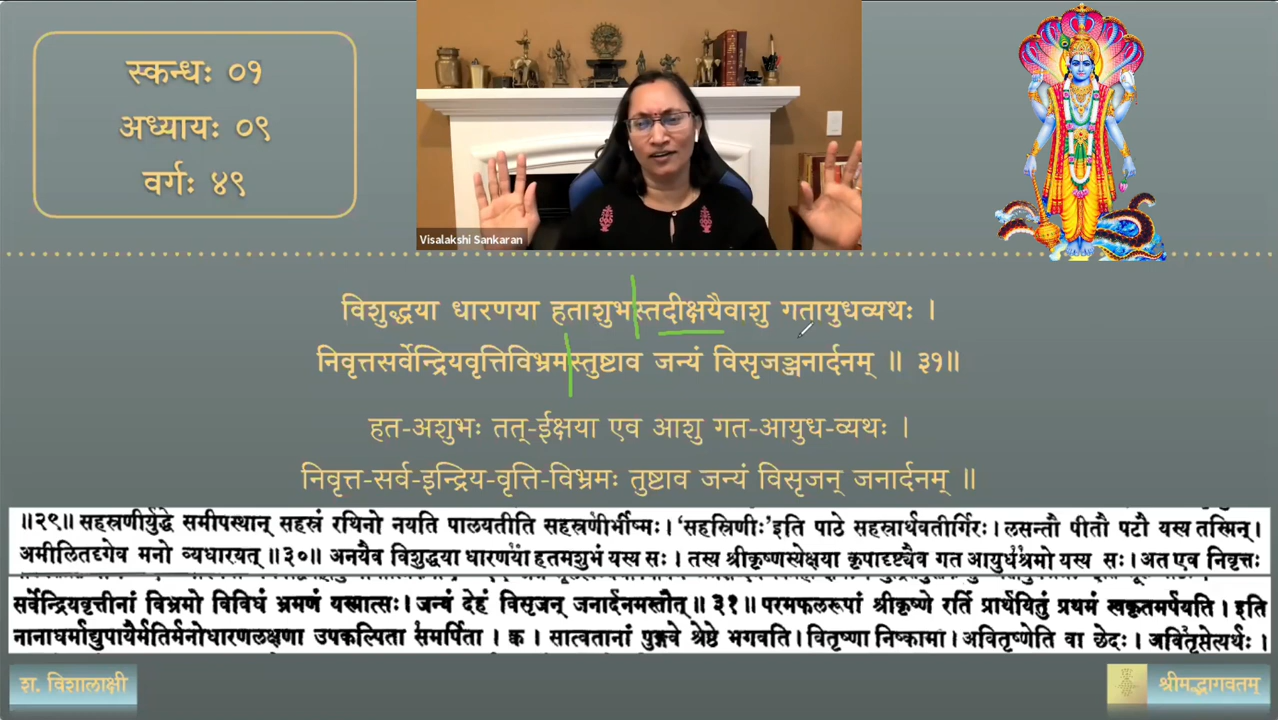 स्कन्धः ०१
अध्यायः ०९
वर्गः ४९
Visalakshi Sankaran
विशुद्धया धारणया हताशुभस्तदीक्षयैवाशु गतायुधव्यथः ।
निवृत्तसर्वेन्द्रियवृत्तिविभ्रमस्तुष्टाव जन्यं विसृजञ्जनार्दनम् ॥ ३१॥
हत-अशुभः तत्-ईक्षया एव आशु गत-आयुध-व्यथः ।
निवृत्त-सर्व-इन्द्रिय-वृत्ति-विभ्रमः तुष्टाव जन्यं विसृजन् जनार्दनम् ॥
॥२९॥ सहस्रणीर्युद्धे समीपस्थान् सहस्रं रथिनो नयति पालयतीति सहस्रणीर्भीष्मः। 'सहस्रिणीः'इति पाठे सहस्रार्थवतीर्गिरः। लसन्तौ पीतौ पटौ यस्य तस्मिन्।
अमीलितदृगेव मनो व्यधारयत् ॥३०॥ अनयैव विशुद्धया धारणया हतमशुभं यस्य सः। तस्य श्रीकृष्णस्येक्षया कृपादृष्ट्यैव गत आयुधश्रमो यस्य सः। अत एव निवृत्तः
सर्वेन्द्रियवृत्तीनां विभ्रमो विविधं भ्रमणं यस्मात्सः। जन्यं देहं विसृजन् जनार्दनमस्तौत् ॥ ३१॥ परमफलरूपां श्रीकृष्णे रतिं प्रार्थयितुं प्रथमं स्वकृतमर्पयति। इति
नानाधर्माद्युपायैर्मतिर्मनोधारणलक्षणा उपकल्पिता समर्पिता। क्व। सात्वतानां पुङ्गवे श्रेष्ठे भगवति। वितृष्णा निष्कामा। अवितृष्णेति वा छेदः। अवितृप्तेत्यर्थः।
श. विशालाक्षी
श्रीमद्भागवतम्